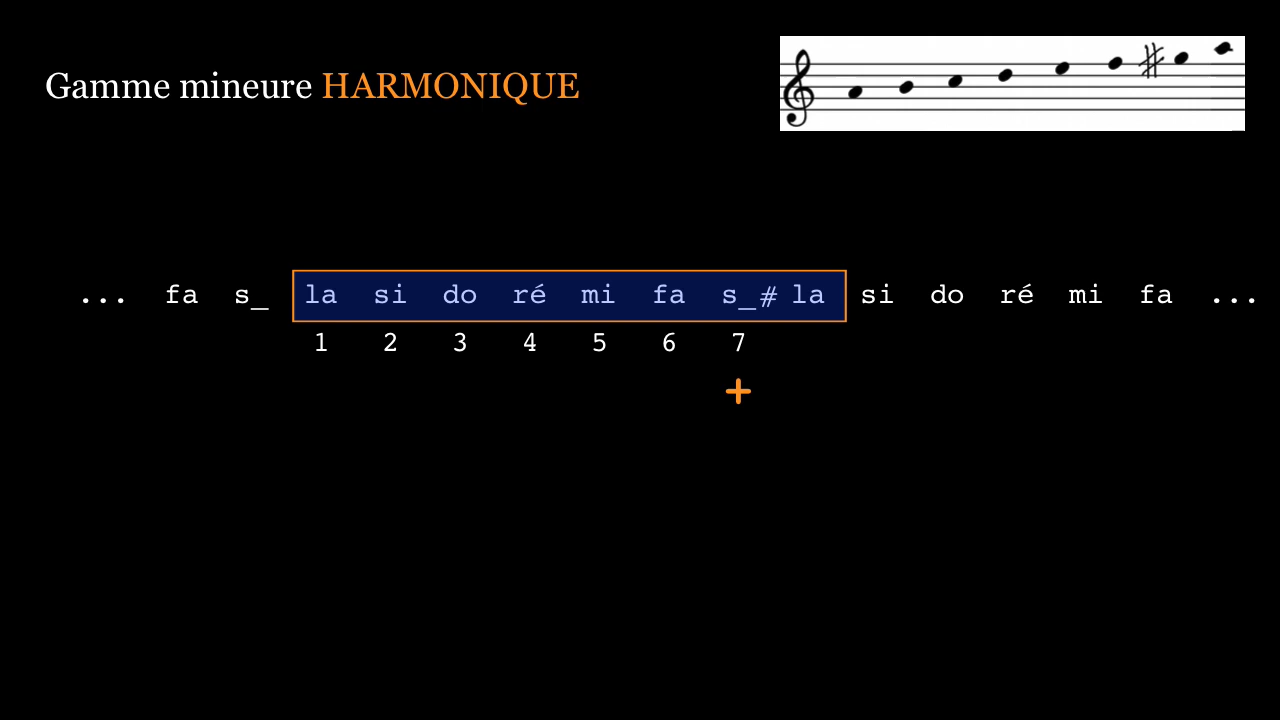 Gamme mineure HARMONIQUE
... fa s_ la si do ré mi fa s_# la si do ré mi fa ...
1 2 3 4 5 6 7
+